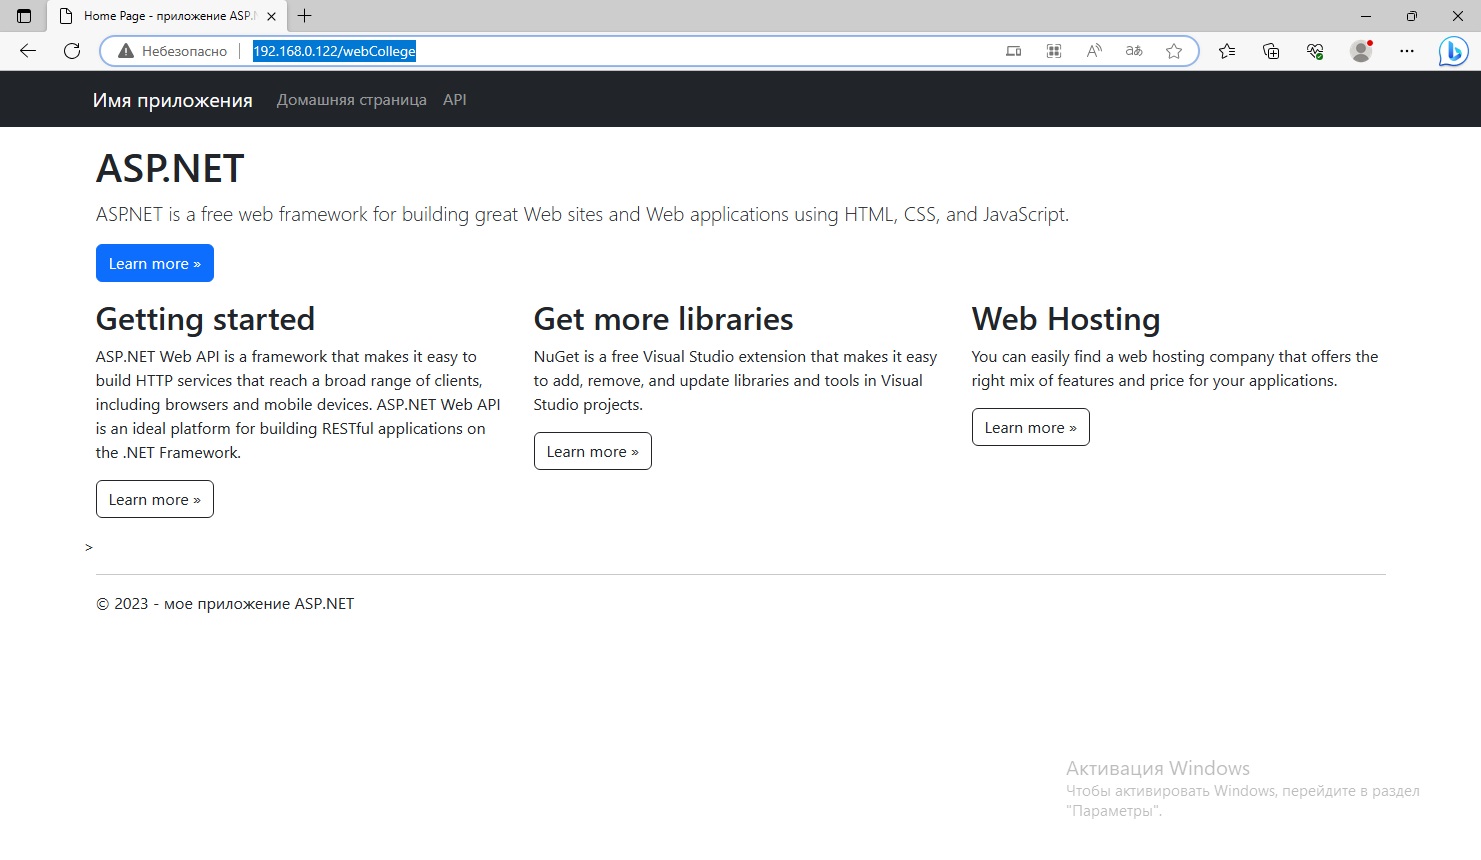 Home Page - приложение ASP.N
Небезопасно
192.168.0.122/webCollege
Имя приложения Домашняя страница API
ASP.NET
ASP.NET is a free web framework for building great Web sites and Web applications using HTML, CSS, and JavaScript.
Learn more »
Getting started
ASP.NET Web API is a framework that makes it easy to
build HTTP services that reach a broad range of clients,
including browsers and mobile devices. ASP.NET Web API
is an ideal platform for building RESTful applications on
the .NET Framework.
Learn more »
Get more libraries
NuGet is a free Visual Studio extension that makes it easy
to add, remove, and update libraries and tools in Visual
Studio projects.
Learn more »
Web Hosting
You can easily find a web hosting company that offers the
right mix of features and price for your applications.
Learn more »
>
© 2023 - мое приложение ASP.NET
Активация Windows
Чтобы активировать Windows, перейдите в раздел
"Параметры".